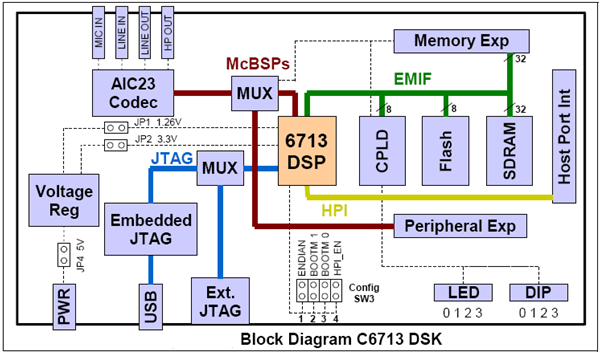 MIC IN
LINE IN
LINE OUT
HP OUT
AIC23
Codec
McBSPs
MUX
Memory Exp
32
EMIF
JP1 1.26V
JP2 3.3V
6713
DSP
8
8
32
CPLD
Flash
SDRAM
Host Port Int
JTAG
MUX
Voltage
Reg
Embedded
JTAG
HPI
Peripheral Exp
JP4 5V
ENDIAN
BOOTM 1
BOOTM 0
HPI_EN
Config
SW3
1 2 3 4
PWR
USB
Ext.
JTAG
LED
DIP
0 1 2 3
0 1 2 3
Block Diagram C6713 DSK